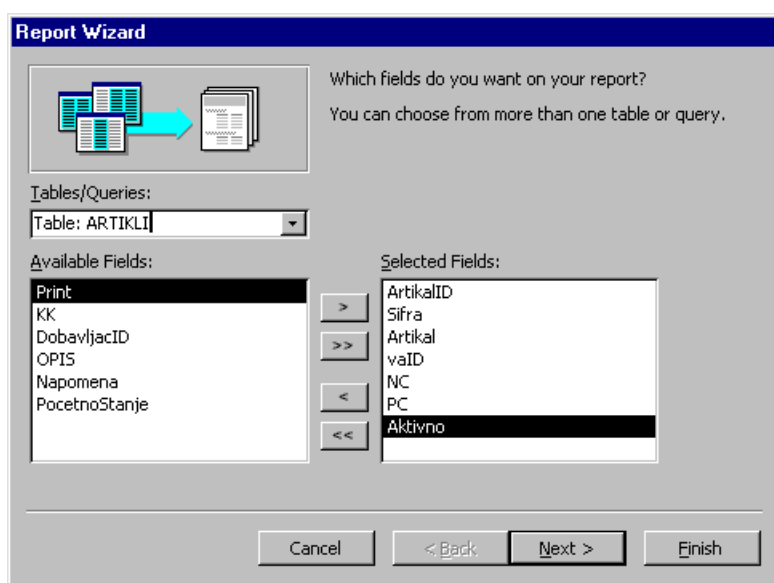 Report Wizard
Which fields do you want on your report?
You can choose from more than one table or query.
Tables/Queries:
Table: ARTIKLI
Available Fields:
Print
KK
DobavljacID
OPIS
Napomena
PocetnoStanje
>
>>
<
<<
Selected Fields:
ArtikalID
Sifra
Artikal
vaID
NC
PC
Aktivno
Cancel
< Back
Next >
Finish